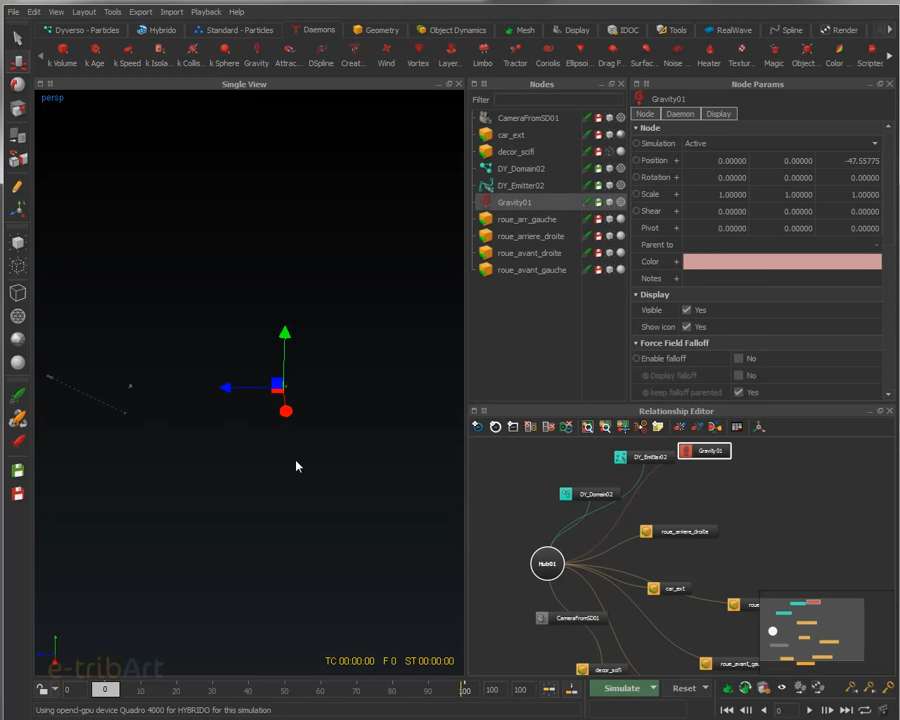 File Edit View Layout Tools Export Import Playback Help
Dyverso - Particles Hybrido Standard - Particles Daemons Geometry Object Dynamics Mesh Display IDOC Tools RealWave Spline Render
k Volume k Age k Speed k Isola... k Collis... k Sphere Gravity Attrac... DSpline Creat... Wind Vortex Layer... Limbo Tractor Coriolis Ellipsoi... Drag F... Surfac... Noise... Heater Textur... Magic Object... Color ... Scripted
Single View
persp
TC 00:00:00 F 0 ST 00:00:00
e-tribArt
Nodes
Filter
CameraFromSD01
car_ext
decor_scifi
DY_Domain02
DY_Emitter02
Gravity01
roue_arr_gauche
roue_arriere_droite
roue_avant_droite
roue_avant_gauche
Node Params
Gravity01
Node Daemon Display
Node
Simulation Active
Position + 0.00000 0.00000 -47.55775
Rotation + 0.00000 0.00000 0.00000
Scale + 1.00000 1.00000 1.00000
Shear + 0.00000 0.00000 0.00000
Pivot + 0.00000 0.00000 0.00000
Parent to -
Color +
Notes +
Display
Visible Yes
Show icon Yes
Force Field Falloff
Enable falloff No
Display falloff No
keep falloff parented Yes
Relationship Editor
DY_Emitter02 Gravity01
DY_Domain02
roue_arriere_droite
Hub01
car_ext
CameraFromSD01
decor_scifi
0 0 10 20 30 40 50 60 70 80 90 100 100 100
Simulate Reset
Using opend-gpu device Quadro 4000 for HYBRIDO for this simulation
0